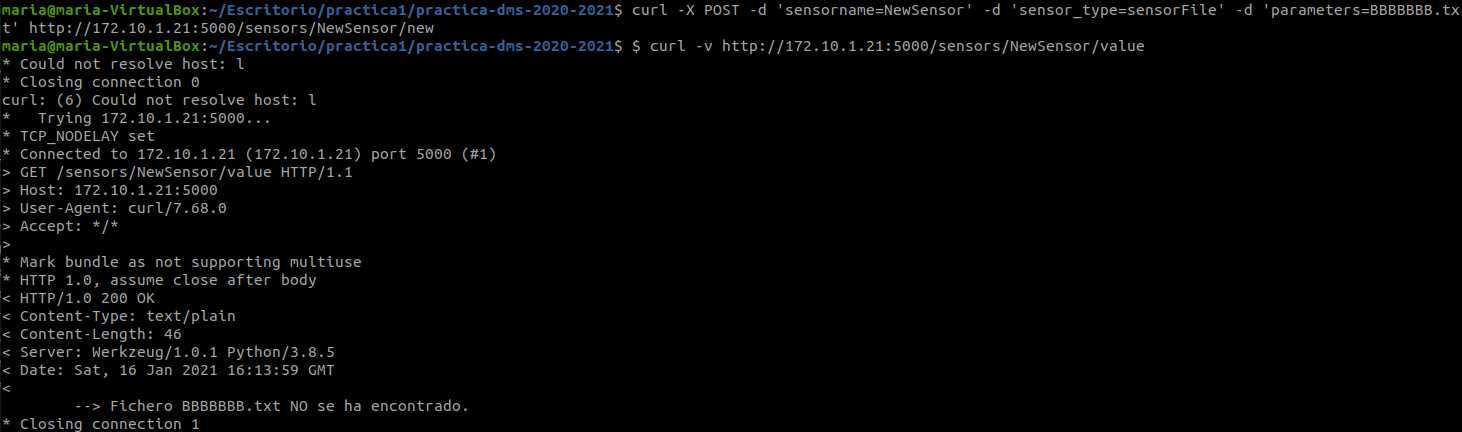 maria@maria-VirtualBox:~/Escritorio/practica1/practica-dms-2020-2021$ curl -X POST -d 'sensorname=NewSensor' -d 'sensor_type=sensorFile' -d 'parameters=BBBBBBB.tx
t' http://172.10.1.21:5000/sensors/NewSensor/new
maria@maria-VirtualBox:~/Escritorio/practica1/practica-dms-2020-2021$ $ curl -v http://172.10.1.21:5000/sensors/NewSensor/value
* Could not resolve host: l
* Closing connection 0
curl: (6) Could not resolve host: l
*   Trying 172.10.1.21:5000...
* TCP_NODELAY set
* Connected to 172.10.1.21 (172.10.1.21) port 5000 (#1)
> GET /sensors/NewSensor/value HTTP/1.1
> Host: 172.10.1.21:5000
> User-Agent: curl/7.68.0
> Accept: */*
>
* Mark bundle as not supporting multiuse
* HTTP 1.0, assume close after body
< HTTP/1.0 200 OK
< Content-Type: text/plain
< Content-Length: 46
< Server: Werkzeug/1.0.1 Python/3.8.5
< Date: Sat, 16 Jan 2021 16:13:59 GMT
<
        --> Fichero BBBBBBB.txt NO se ha encontrado.
* Closing connection 1